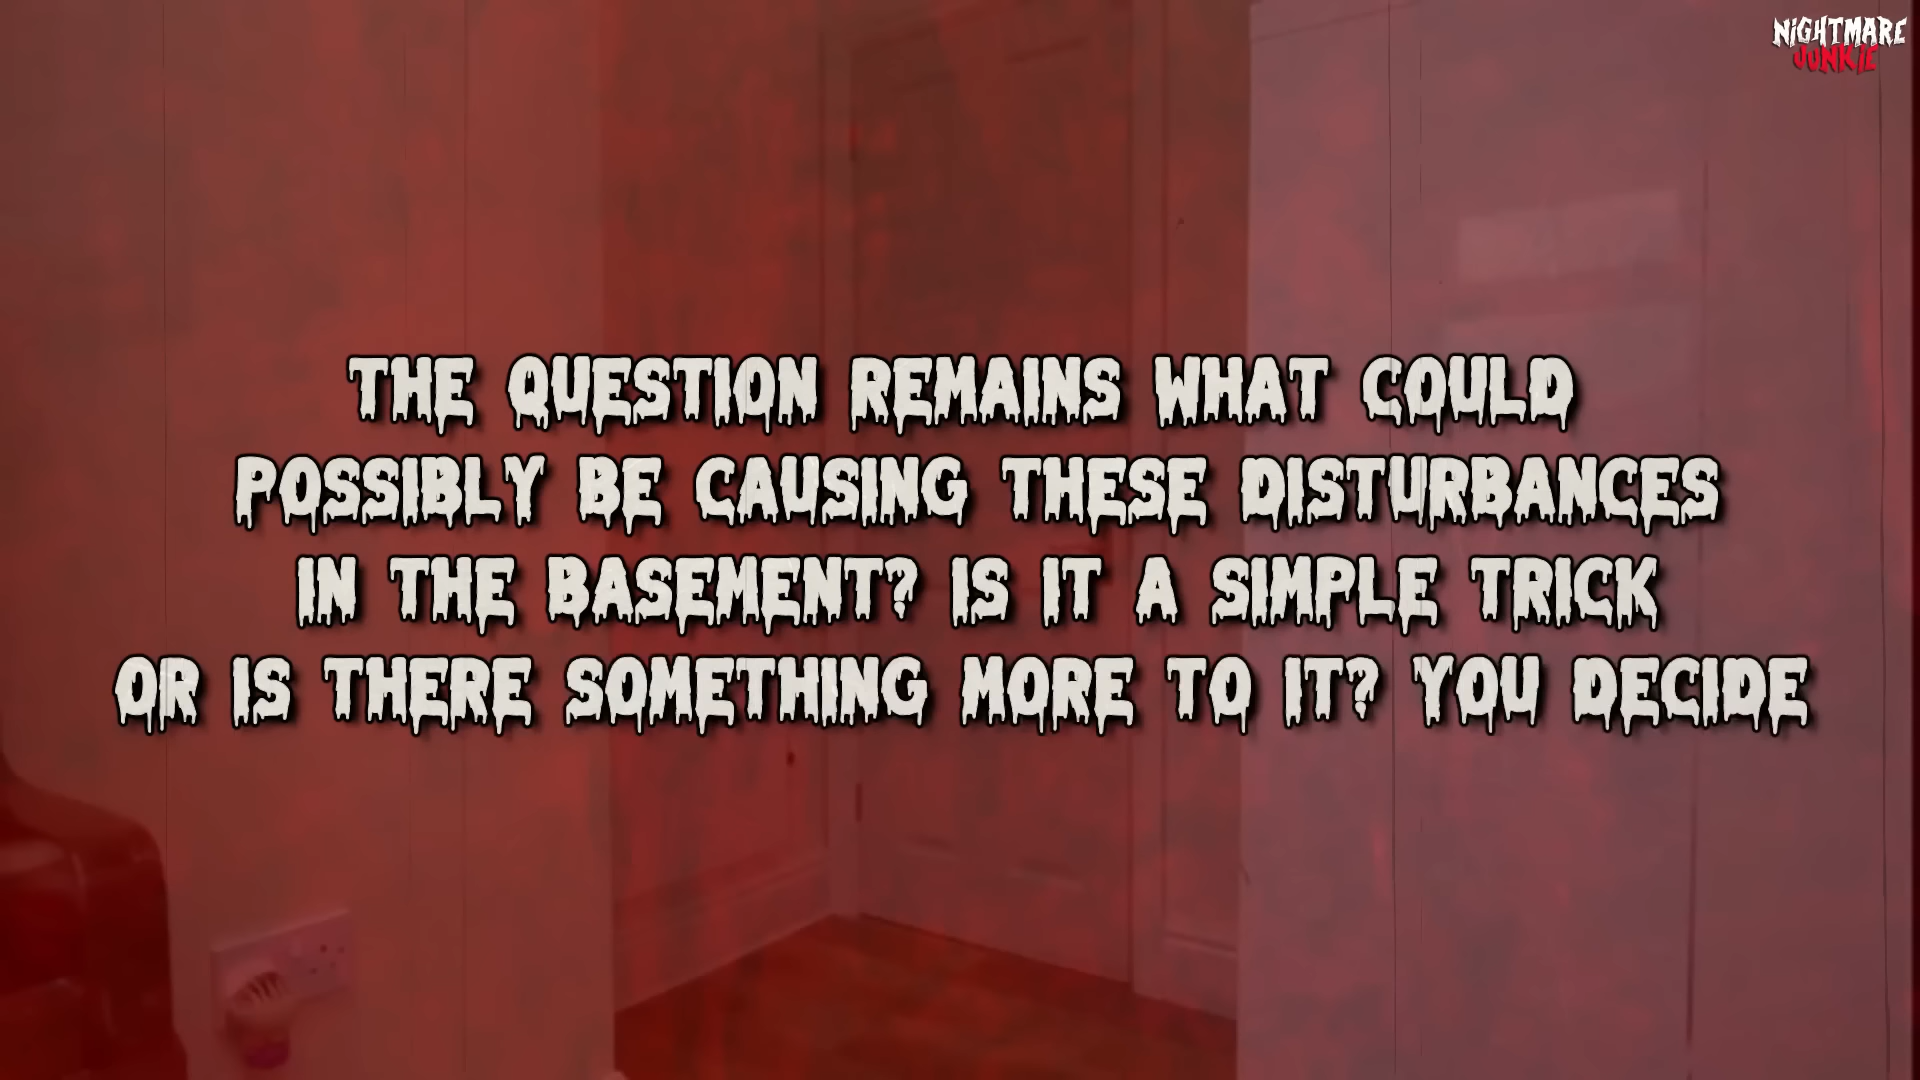 NIGHTMARE
JUNKIE
THE QUESTION REMAINS WHAT COULD
POSSIBLY BE CAUSING THESE DISTURBANCES
IN THE BASEMENT? IS IT A SIMPLE TRICK
OR IS THERE SOMETHING MORE TO IT? YOU DECIDE